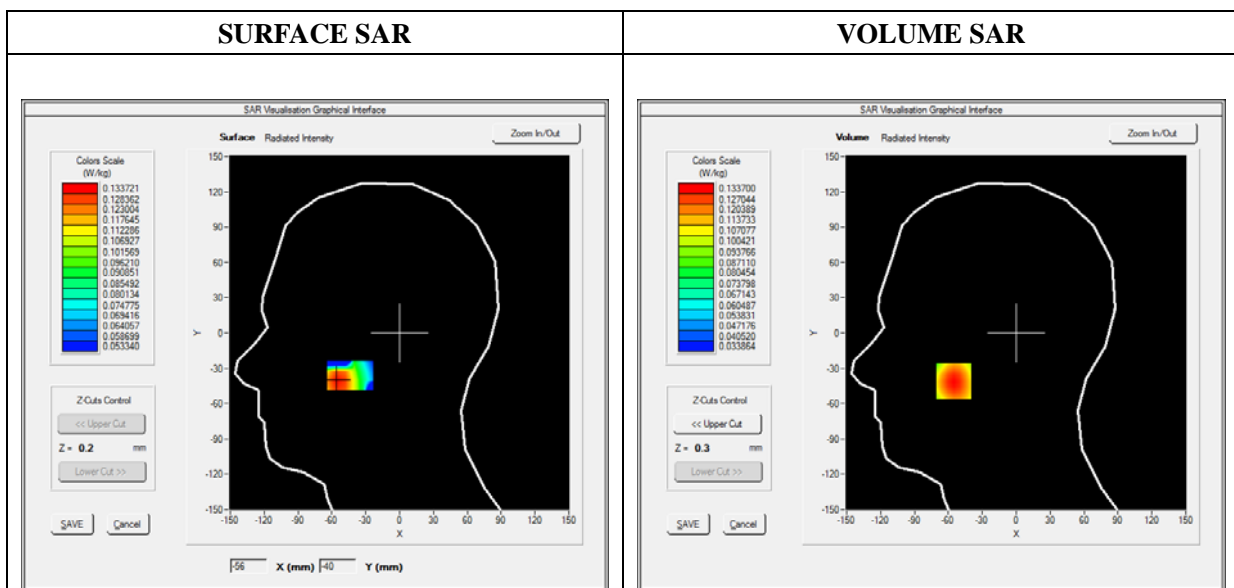 SURFACE SAR
VOLUME SAR
SAR Visualisation Graphical Interface
Surface Radiated Intensity
Zoom In/Out
Colors Scale
(W/kg)
0.133721
0.128362
0.123004
0.117645
0.112286
0.106927
0.101569
0.096210
0.090851
0.085492
0.080134
0.074775
0.069416
0.064057
0.058699
0.053340
Z-Cuts Control
<< Upper Cut
Z = 0.2 mm
Lower Cut >>
SAVE Cancel
150
120
90
60
30
Y 0
-30
-60
-90
-120
-150
-150 -120 -90 -60 -30 0 30 60 90 120 150
X
-56 X (mm) -40 Y (mm)
SAR Visualisation Graphical Interface
Volume Radiated Intensity
Zoom In/Out
Colors Scale
(W/kg)
0.133700
0.127044
0.120389
0.113733
0.107077
0.100421
0.093766
0.087110
0.080454
0.073798
0.067143
0.060487
0.053831
0.047176
0.040520
0.033864
Z-Cuts Control
<< Upper Cut
Z = 0.3 mm
Lower Cut >>
SAVE Cancel
150
120
90
60
30
Y 0
-30
-60
-90
-120
-150
-150 -120 -90 -60 -30 0 30 60 90 120 150
X